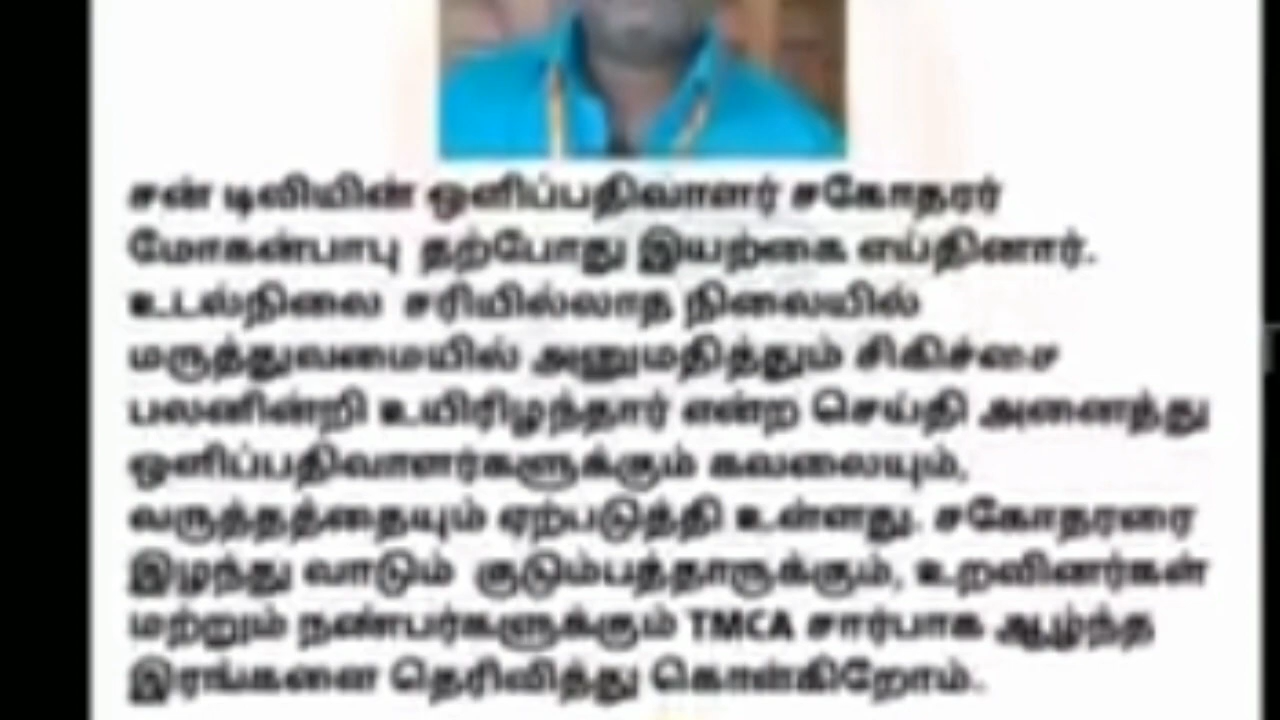 சன் டிவியின் ஒளிப்பதிவாளர் சகோதரர்
மோகன்பாபு தற்போது இயற்கை எய்தினார்.
உடல்நிலை சரியில்லாத நிலையில்
மருத்துவமையில் அனுமதித்தும் சிகிச்சை
பலனின்றி உயிரிழந்தார் என்ற செய்தி அனைத்து
ஒளிப்பதிவாளர்களுக்கும் கவலையும்,
வருத்தத்தையும் ஏற்படுத்தி உள்ளது. சகோதரரை
இழந்து வாடும் குடும்பத்தாருக்கும், உறவினர்கள்
மற்றும் நண்பர்களுக்கும் TMCA சார்பாக ஆழ்ந்த
இரங்களை தெரிவித்து கொள்கிறோம்.